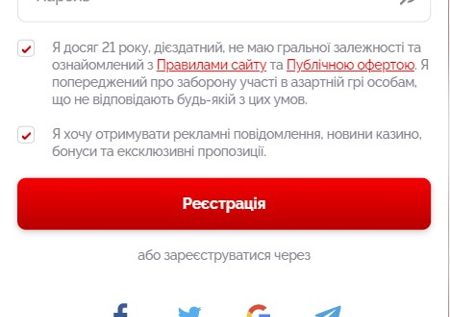 Я досяг 21 року, дієздатний, не маю гральної залежності та
ознайомлений з Правилами сайту та Публічною офертою. Я
попереджений про заборону участі в азартній грі особам,
що не відповідають будь-якій з цих умов.
Я хочу отримувати рекламні повідомлення, новини казино,
бонуси та ексклюзивні пропозиції.
Реєстрація
або зареєструватися через